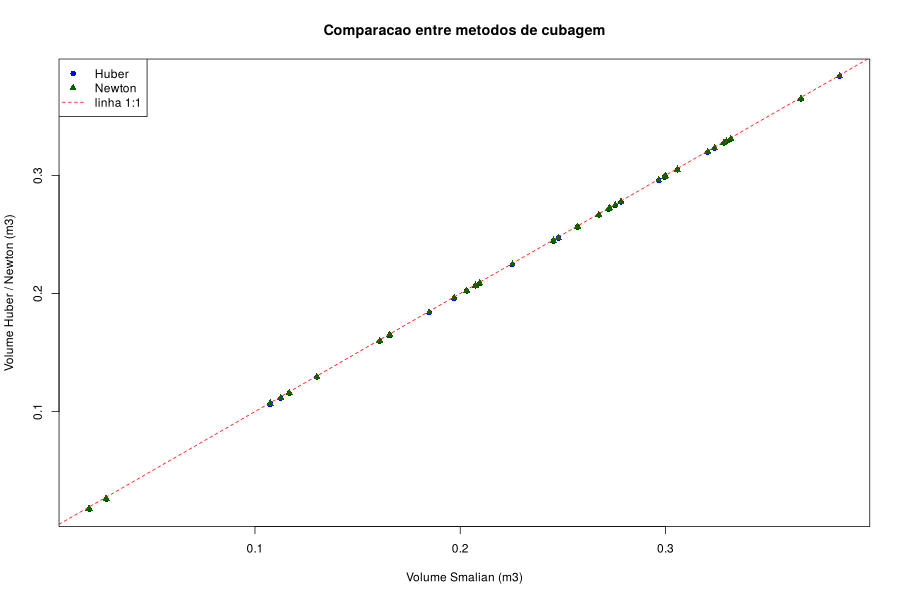 Comparacao entre metodos de cubagem
Huber
Newton
linha 1:1
Volume Huber / Newton (m3)
0.3
0.2
0.1
0.1 0.2 0.3
Volume Smalian (m3)